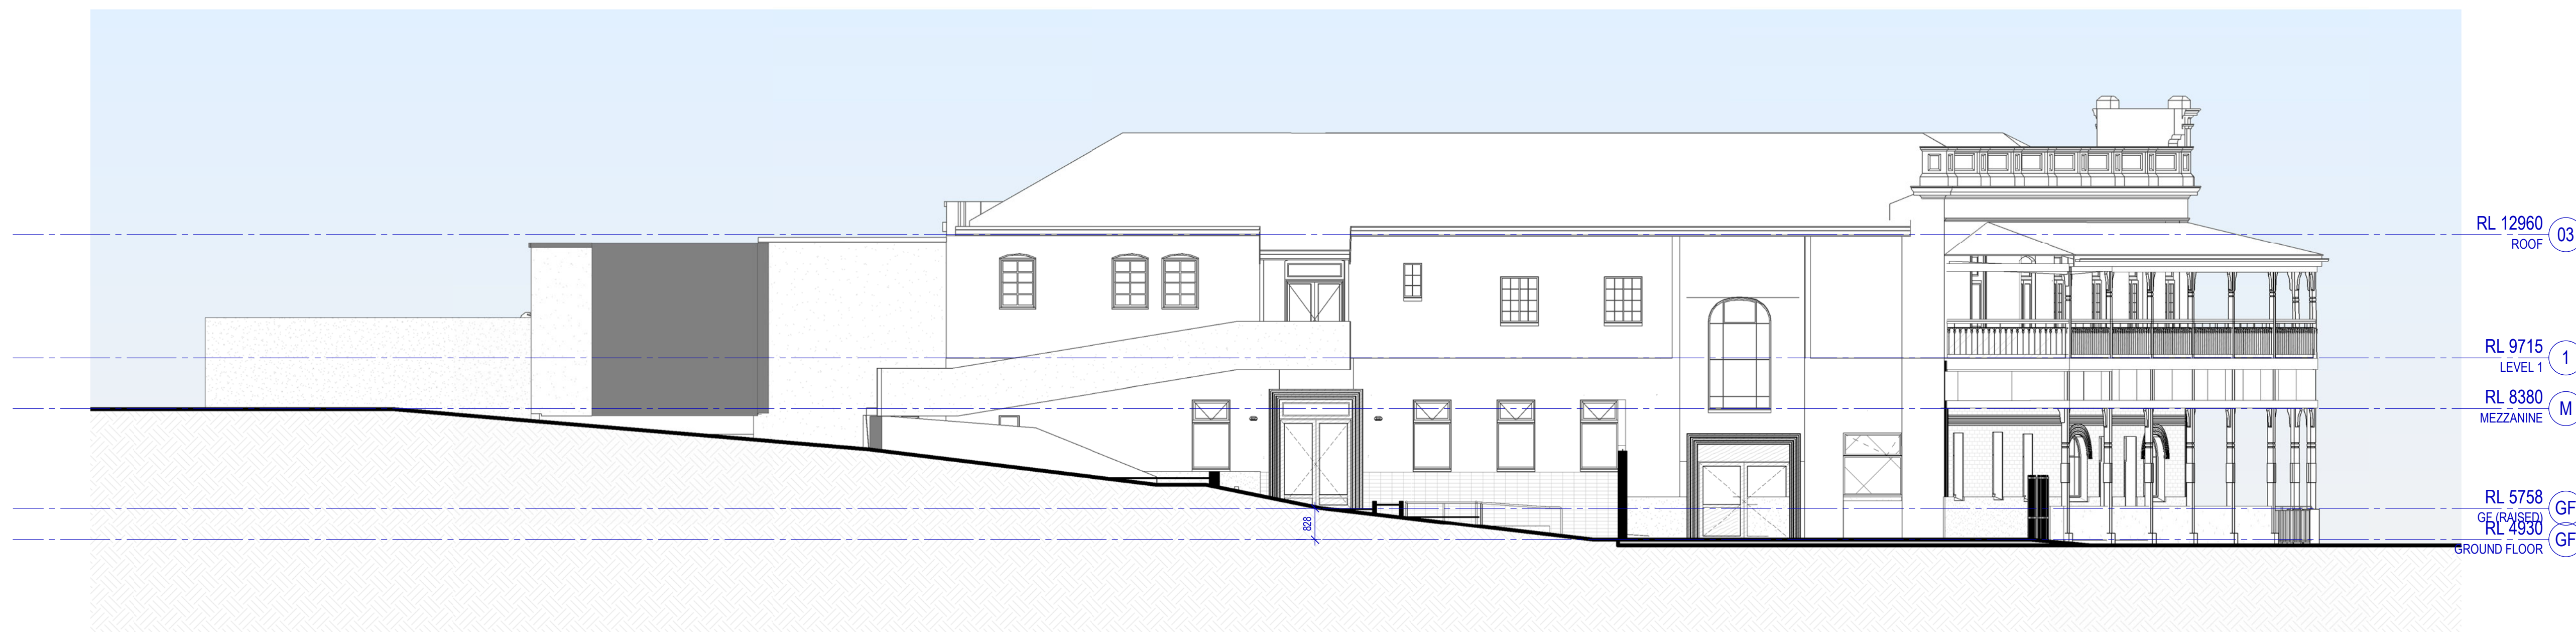 RL 12960
ROOF
03
RL 9715
LEVEL 1
1
RL 8380
MEZZANINE
M
RL 5758
GF (RAISED)
GF
RL 4930
GROUND FLOOR
GF
828